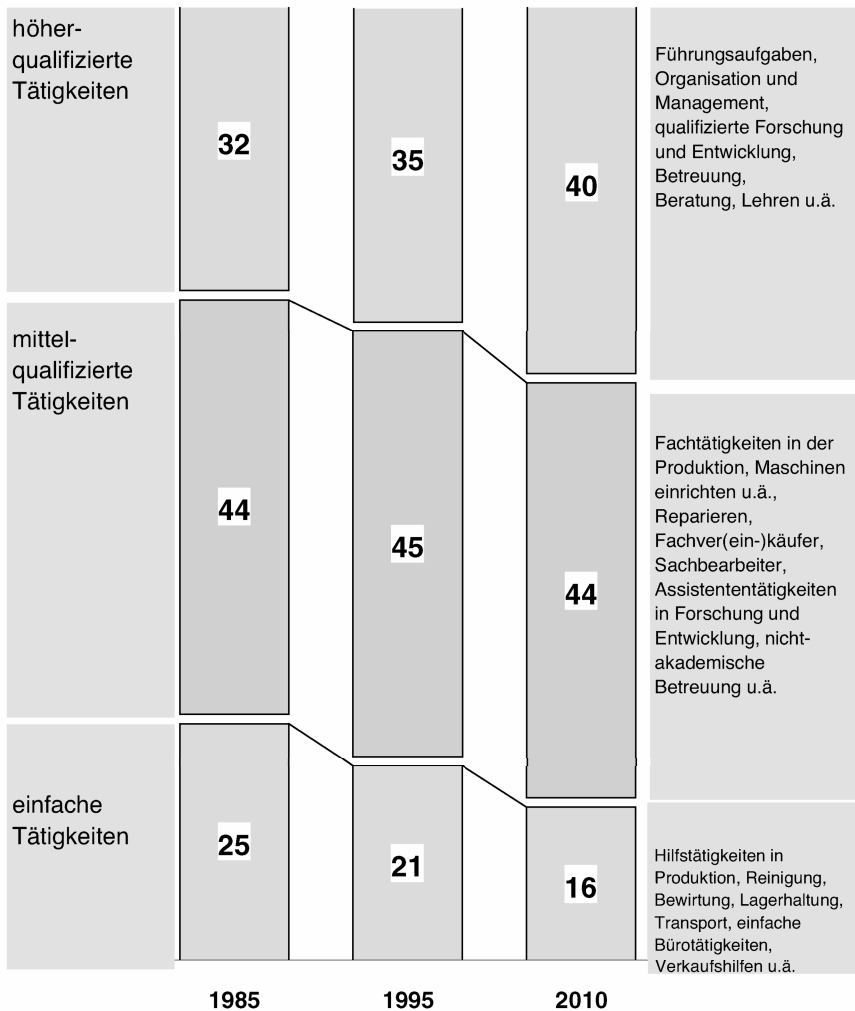 höher-
qualifizierte
Tätigkeiten
32
35
40
Führungsaufgaben,
Organisation und
Management,
qualifizierte Forschung
und Entwicklung,
Betreuung,
Beratung, Lehren u.ä.
mittel-
qualifizierte
Tätigkeiten
44
45
44
Fachtätigkeiten in der
Produktion, Maschinen
einrichten u.ä.,
Reparieren,
Fachver(ein-)käufer,
Sachbearbeiter,
Assistententätigkeiten
in Forschung und
Entwicklung, nicht-
akademische
Betreuung u.ä.
einfache
Tätigkeiten
25
21
16
Hilfstätigkeiten in
Produktion, Reinigung,
Bewirtung, Lagerhaltung,
Transport, einfache
Bürotätigkeiten,
Verkaufshilfen u.ä.
1985
1995
2010